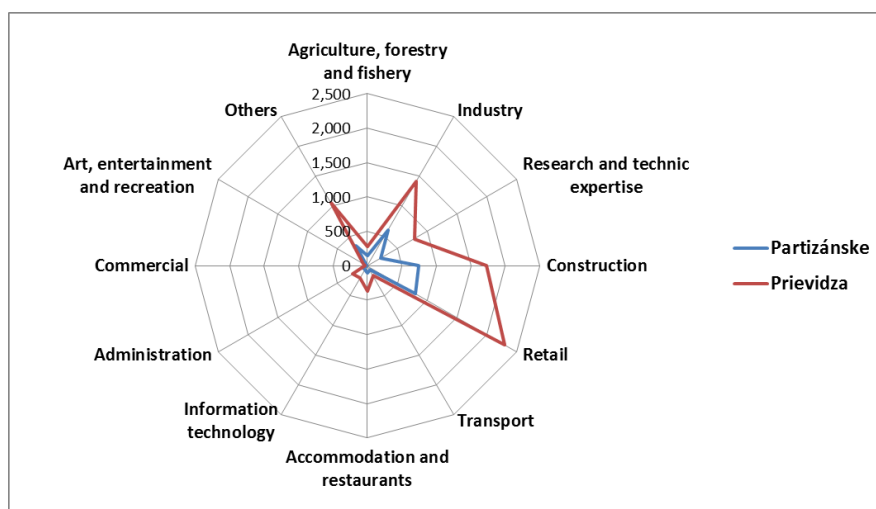 Agriculture, forestry
and fishery
2,500
2,000
1,500
1,000
500
0
Industry
Research and technic
expertise
Construction
Retail
Transport
Accommodation and
restaurants
Information
technology
Administration
Commercial
Art, entertainment
and recreation
Others
Partizánske
Prievidza